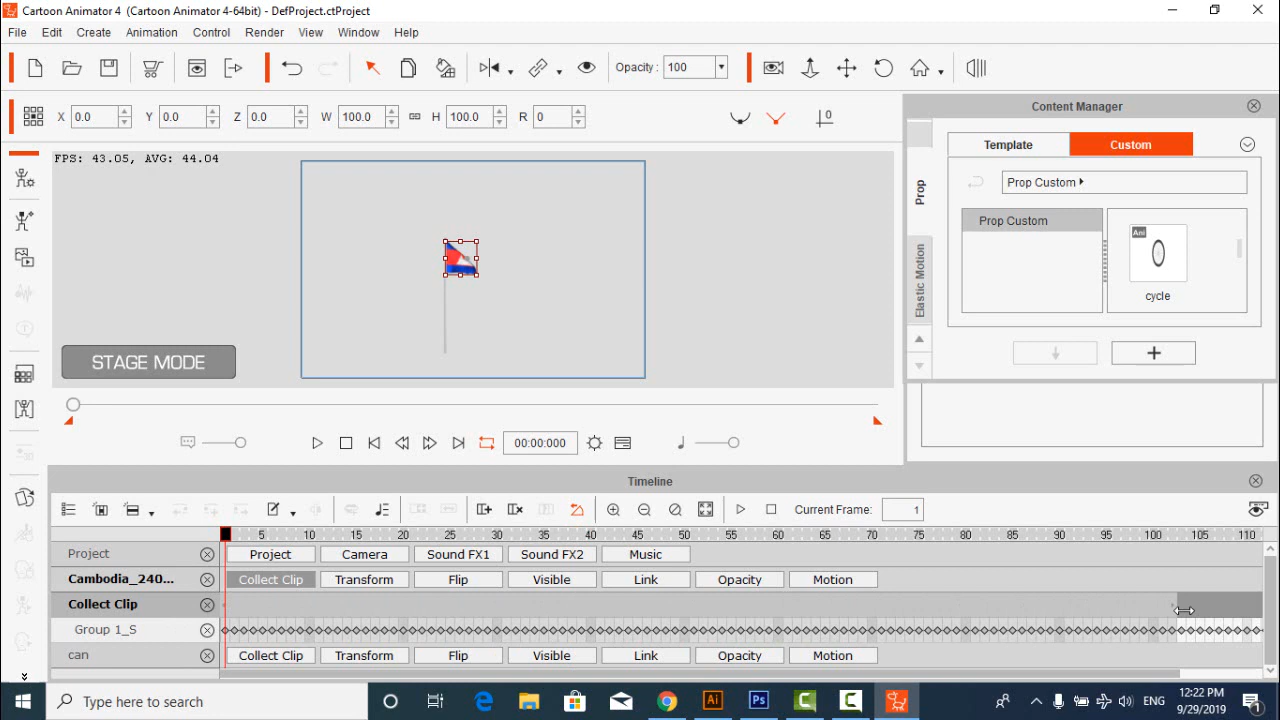 Cartoon Animator 4  (Cartoon Animator 4-64bit) - DefProject.ctProject
File Edit Create Animation Control Render View Window Help
Opacity : 100
X 0.0 Y 0.0 Z 0.0 W 100.0 H 100.0 R 0
Content Manager
FPS: 43.05, AVG: 44.04
Template Custom
Prop Custom
Prop
Prop Custom
Ani
Elastic Motion
cycle
STAGE MODE
00:00:000
Timeline
Current Frame: 1
5 10 15 20 25 30 35 40 45 50 55 60 65 70 75 80 85 90 95 100 105 110
Project Project Camera Sound FX1 Sound FX2 Music
Cambodia_240... Collect Clip Transform Flip Visible Link Opacity Motion
Collect Clip
Group 1_S
can Collect Clip Transform Flip Visible Link Opacity Motion
Type here to search
Ai Ps
ENG
12:22 PM
9/29/2019
1